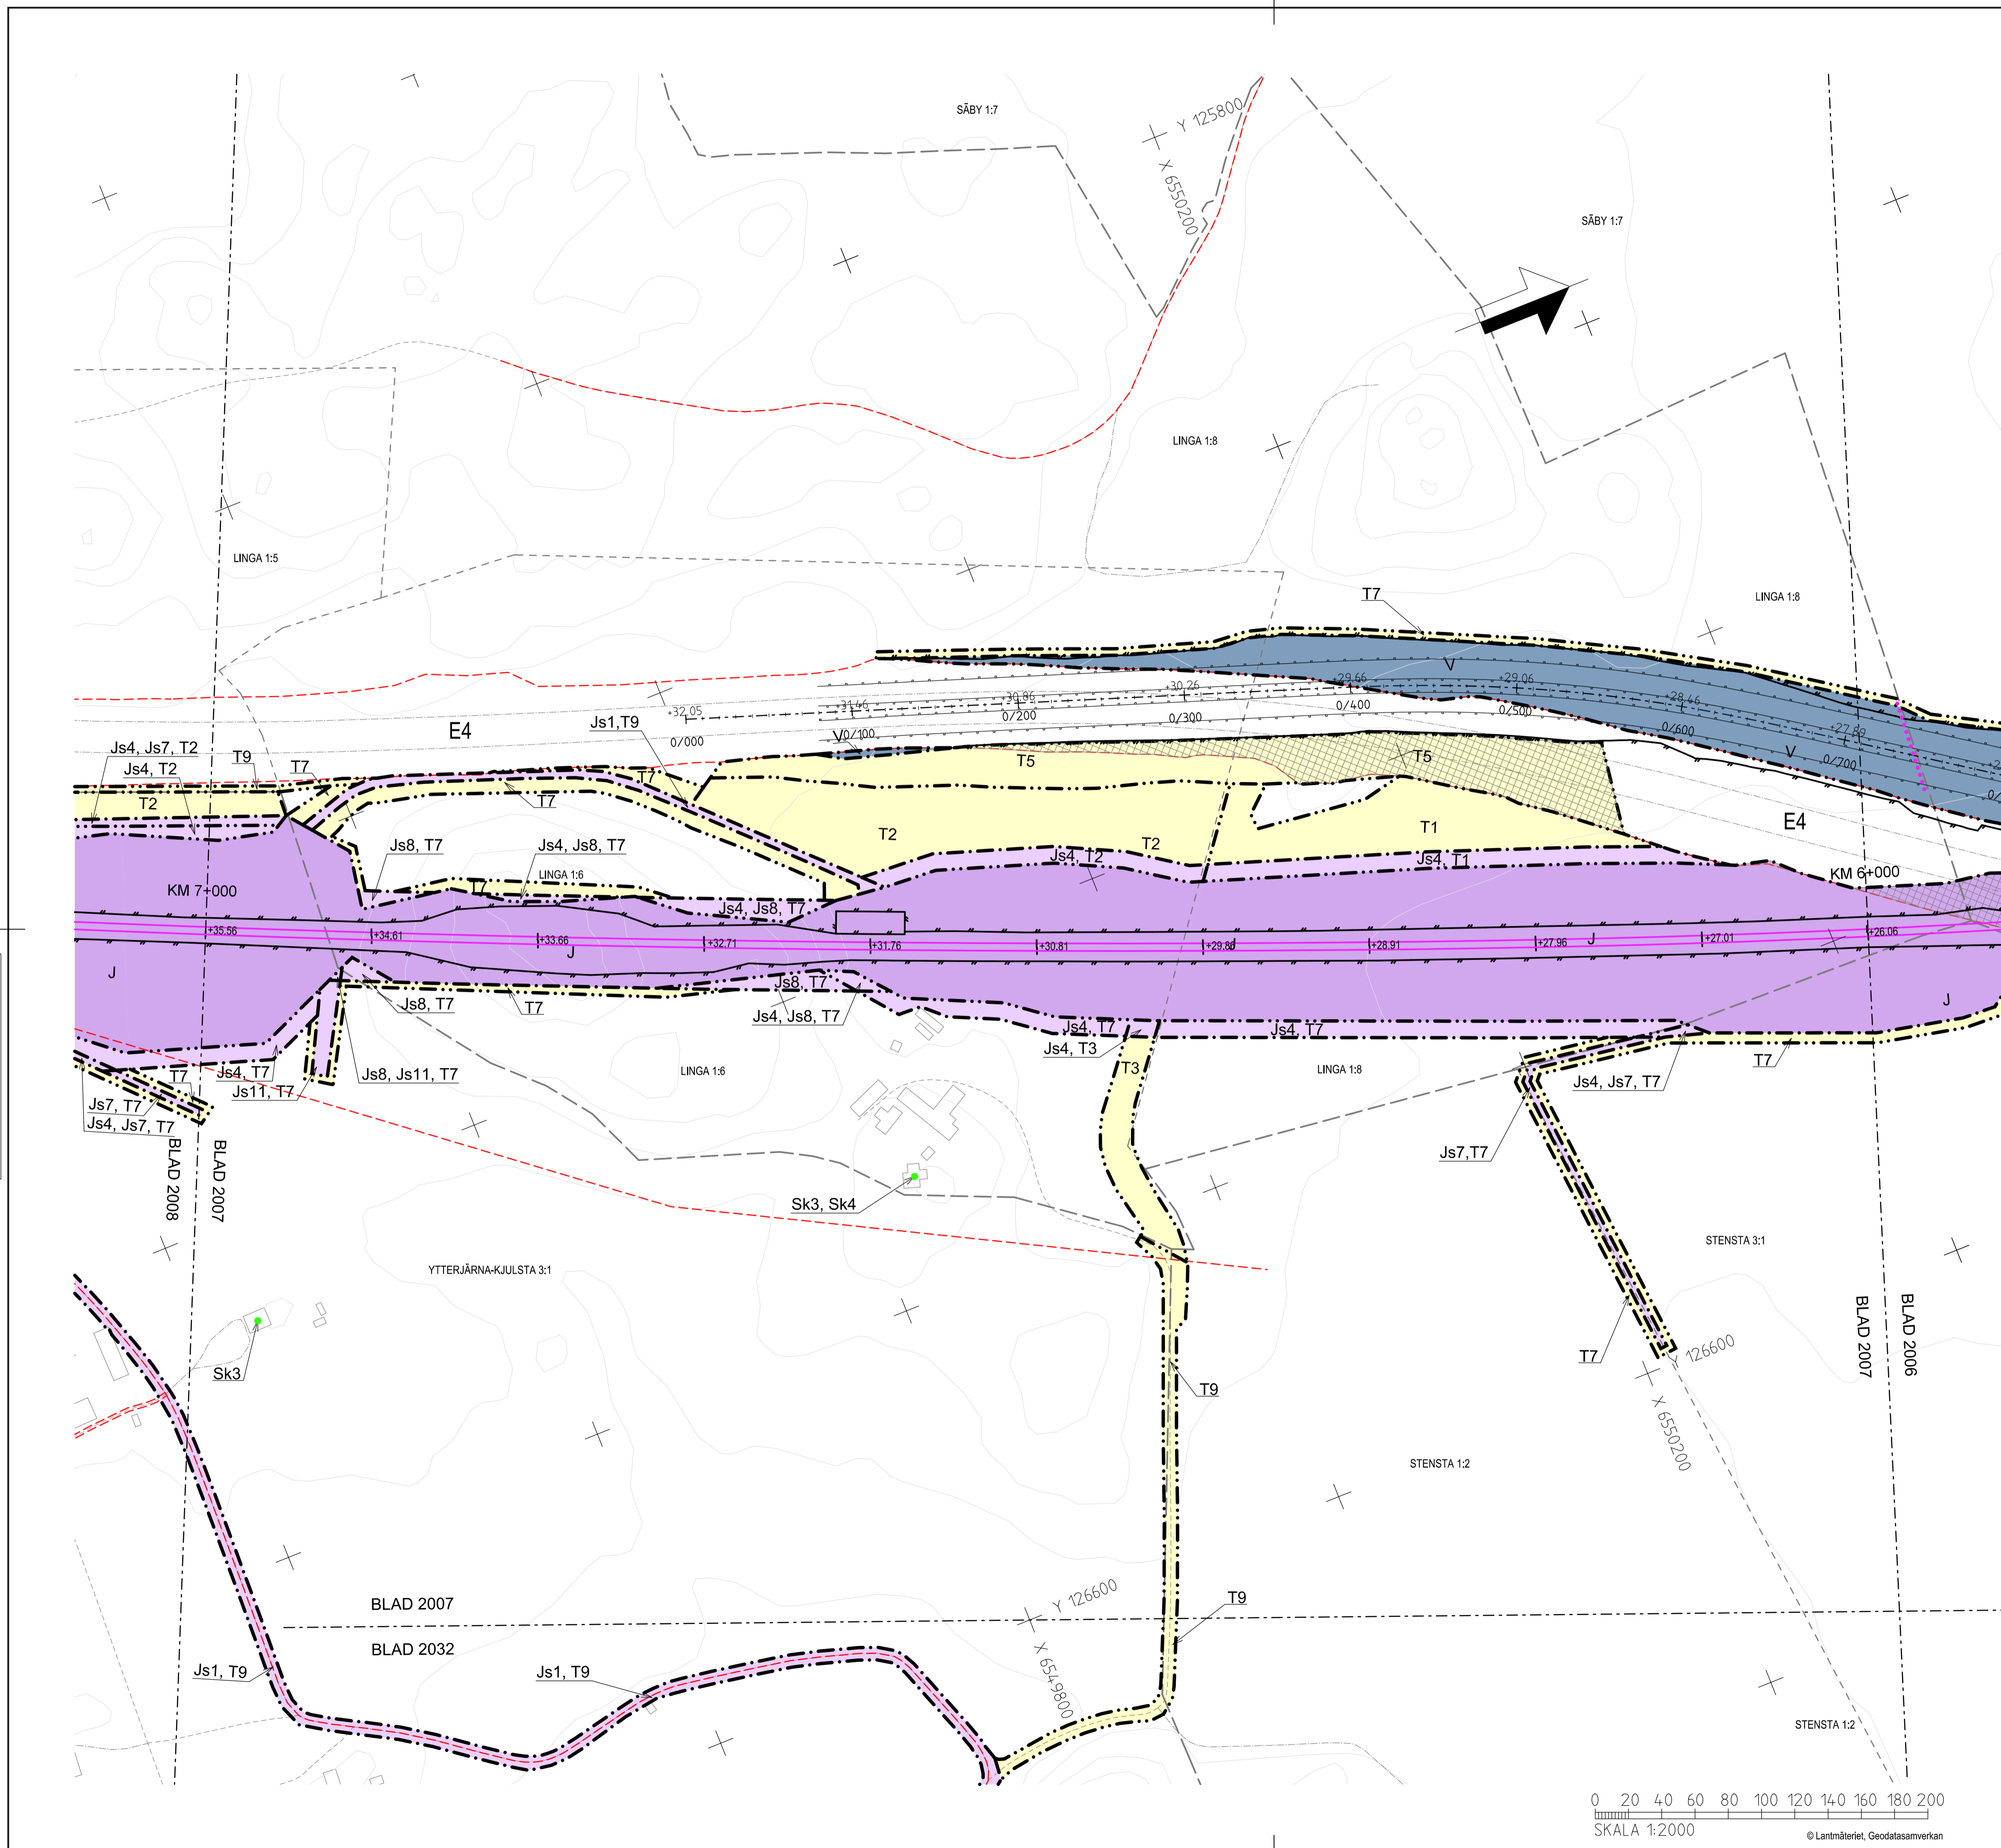 SÄBY 1:7
Y 125800
X 6550200
SÄBY 1:7
LINGA 1:8
LINGA 1:5
LINGA 1:8
T7
V
+32.05
+31.46
+30.86
+30.26
+29.66
+29.06
+28.46
+27.89
0/000
0/100
0/200
0/300
0/400
0/500
0/600
0/700
Js1,T9
E4
V
V
Js4, Js7, T2
Js4, T2
T9
T7
T7
T7
T5
T5
E4
T2
T2
T2
T1
Js8, T7
Js4, Js8, T7
Js4, T2
Js4, T1
KM 7+000
T7
LINGA 1:6
Js4, Js8, T7
KM 6+000
+35.56
+34.61
+33.66
+32.71
+31.76
+30.81
+28.91
+27.96
+27.01
+26.06
J
J
J
J
J
Js8, T7
T7
Js8, T7
Js4, Js8, T7
Js4, T7
Js4, T3
Js4, T7
T7
T7
Js4, T7
Js11, T7
Js8, Js11, T7
LINGA 1:6
T3
LINGA 1:8
Js4, Js7, T7
Js7, T7
Js4, Js7, T7
BLAD 2008
BLAD 2007
Js7,T7
Sk3, Sk4
YTTERJÄRNA-KJULSTA 3:1
STENSTA 3:1
BLAD 2007
BLAD 2006
Sk3
T7
Y 126600
X 6550200
T9
STENSTA 1:2
BLAD 2007
BLAD 2032
Y 126600
X 6549800
T9
Js1, T9
Js1, T9
STENSTA 1:2
0 20 40 60 80 100 120 140 160 180 200
SKALA 1:2000
© Lantmäteriet, Geodatasamverkan